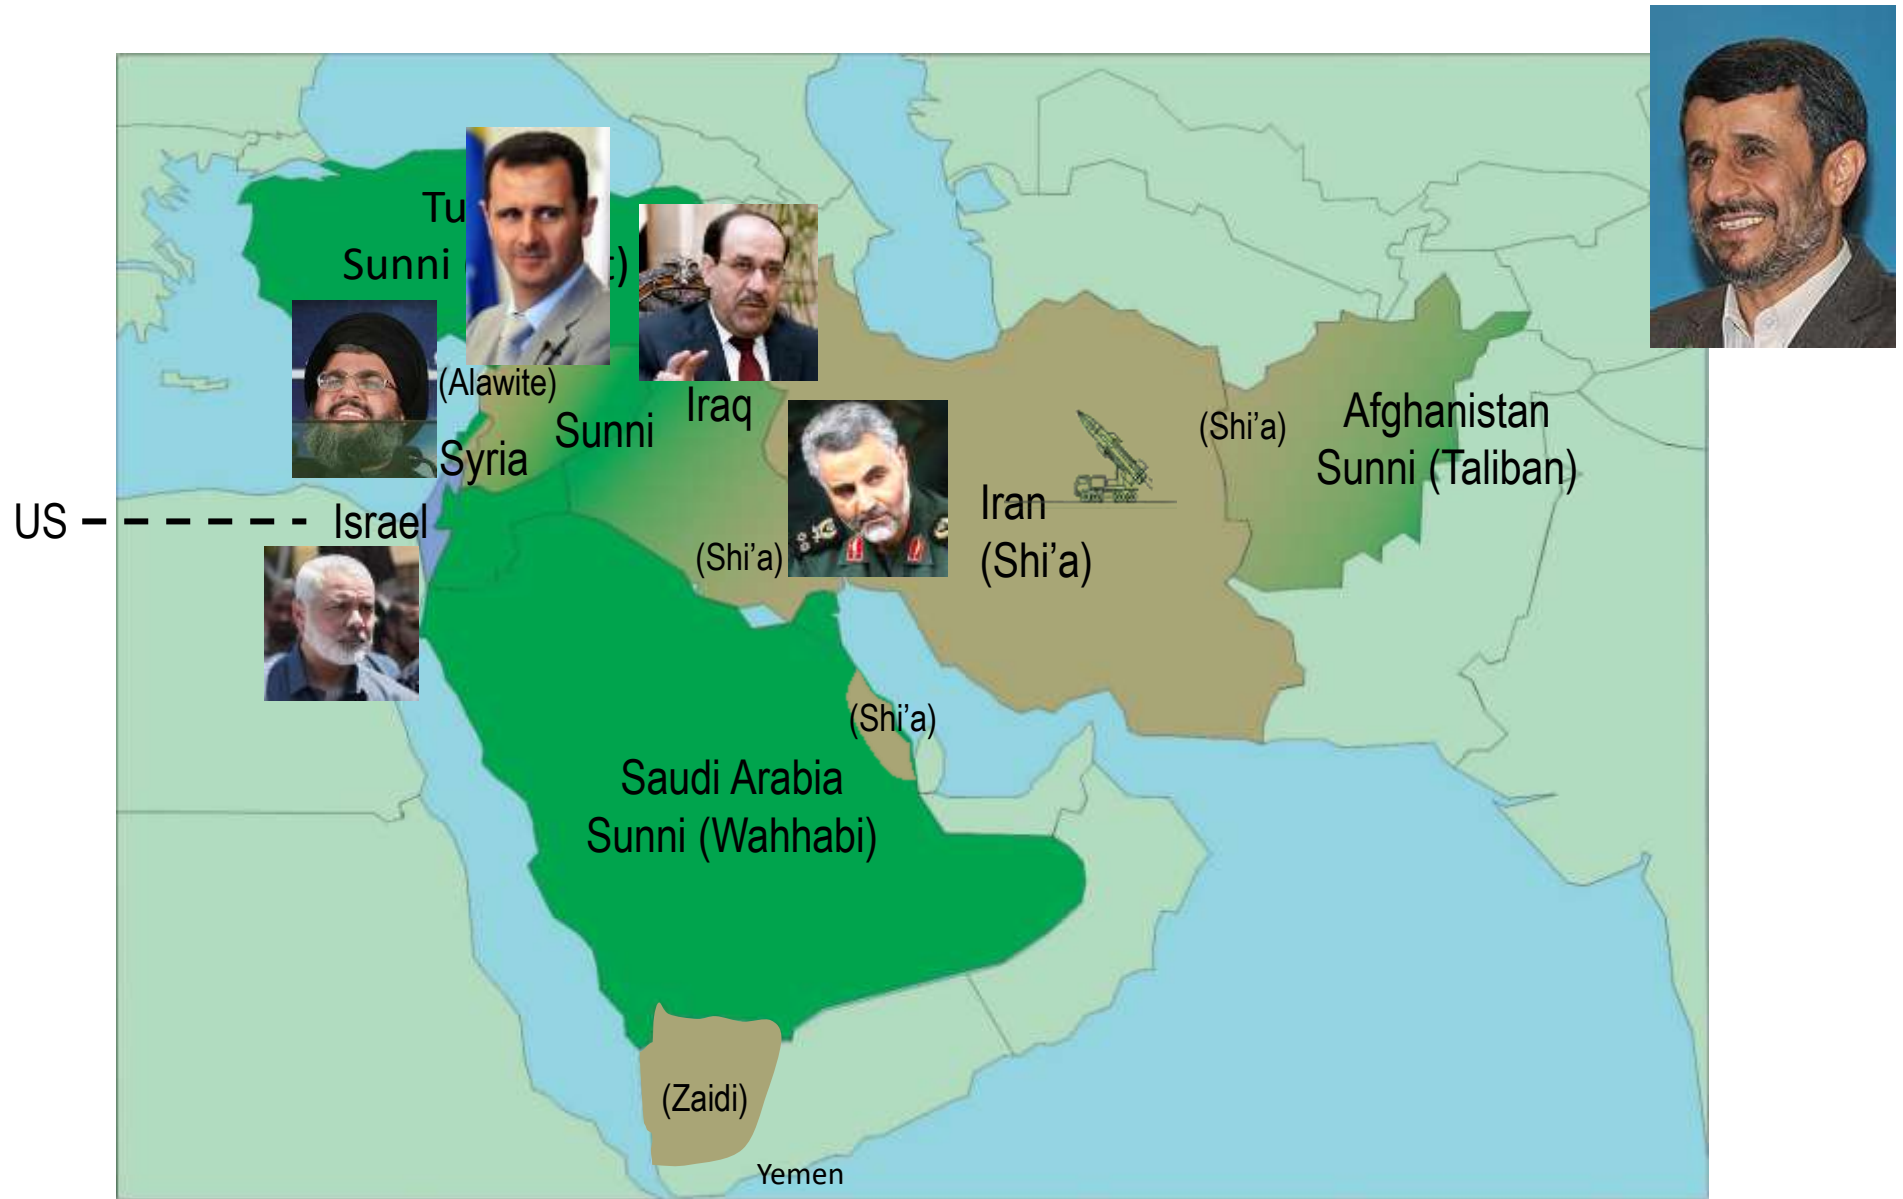 Tu
Sunni ( t)
(Alawite)
Sunni
Iraq
Syria
(Shi’a)
Afghanistan
Sunni (Taliban)
US
Israel
Iran
(Shi’a)
(Shi’a)
(Shi’a)
Saudi Arabia
Sunni (Wahhabi)
(Zaidi)
Yemen